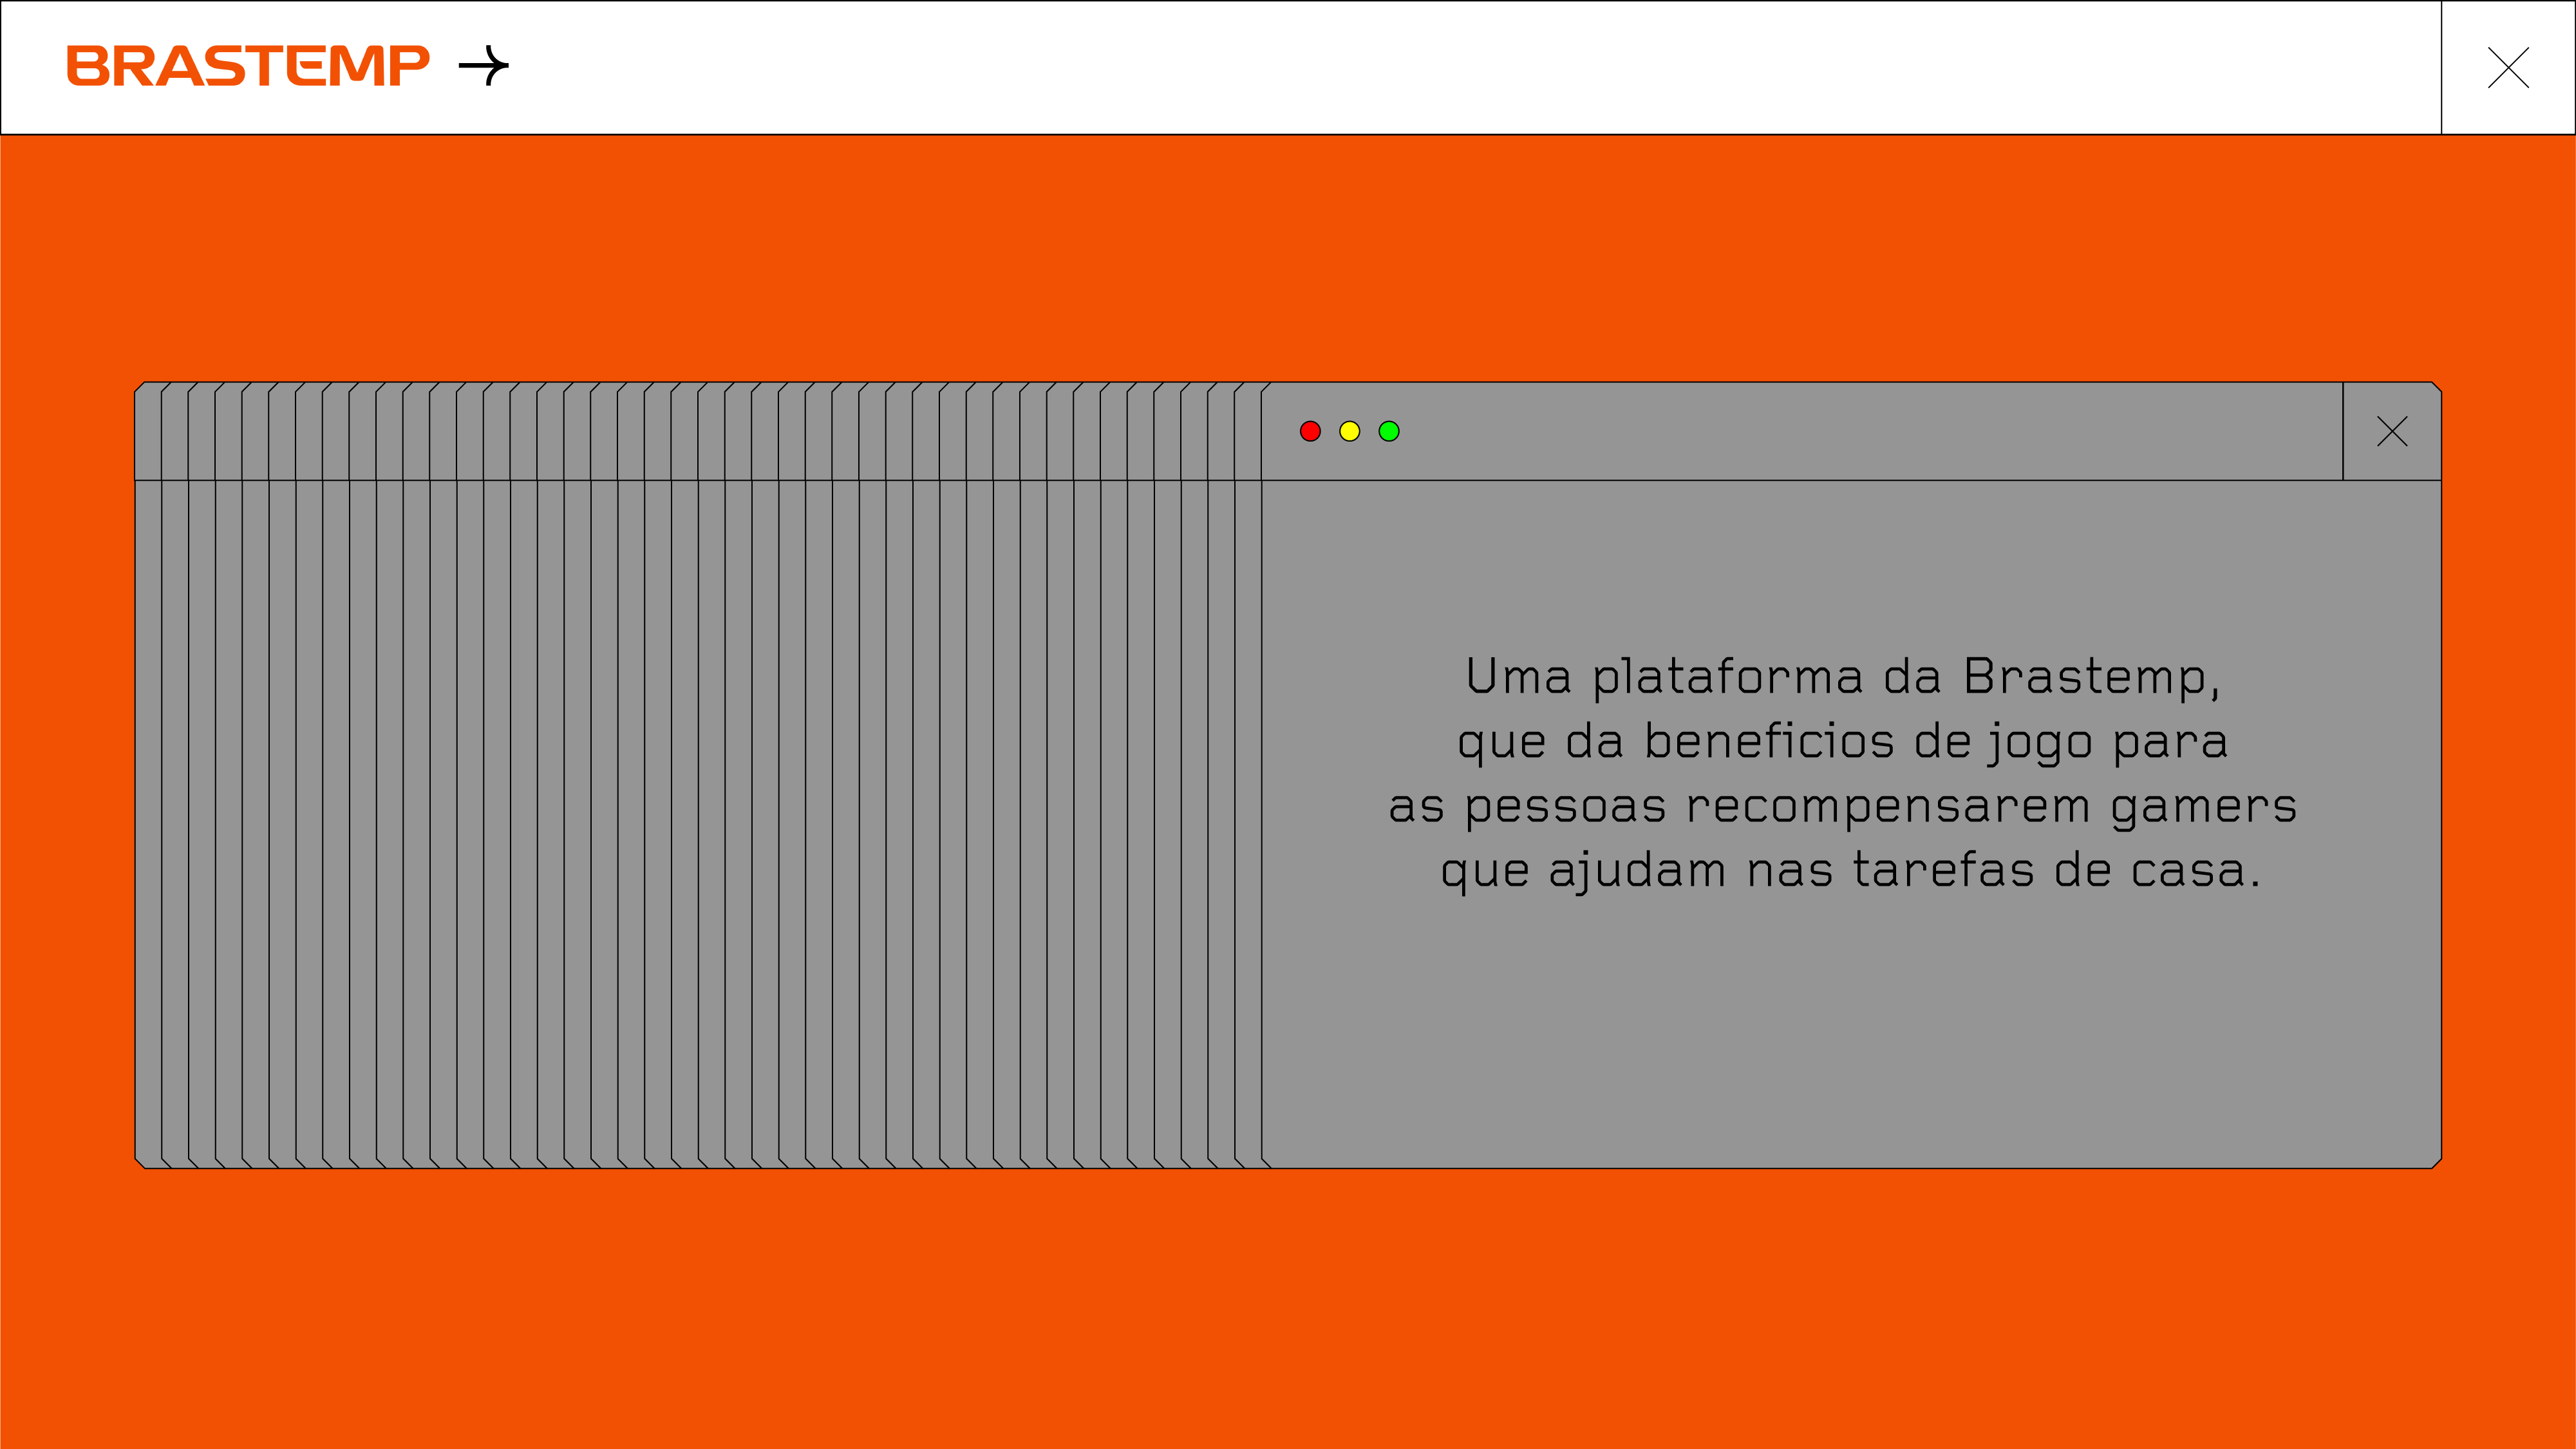 BRASTEMP
Uma plataforma da Brastemp,
que da beneficios de jogo para
as pessoas recompensarem gamers
que ajudam nas tarefas de casa.